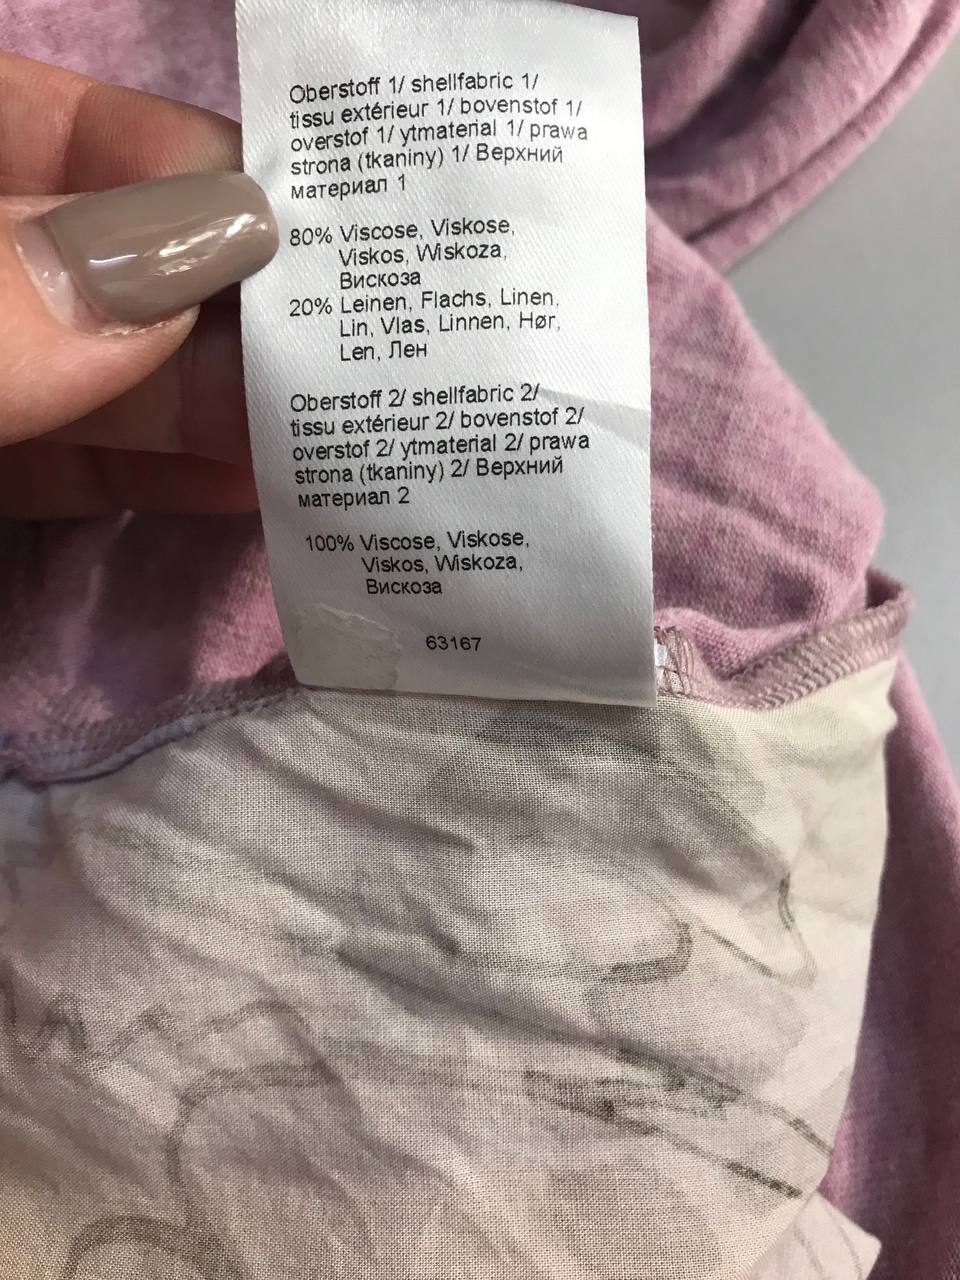 Oberstoff 1/ shellfabric 1/
tissu extérieur 1/ bovenstof 1/
overstof 1/ ytmaterial 1/ prawa
strona (tkaniny) 1/ Верхний
материал 1
80% Viscose, Viskose,
Viskos, Wiskoza,
Вискоза
20% Leinen, Flachs, Linen,
Lin, Vlas, Linnen, Hør,
Len, Лен
Oberstoff 2/ shellfabric 2/
tissu extérieur 2/ bovenstof 2/
overstof 2/ ytmaterial 2/ prawa
strona (tkaniny) 2/ Верхний
материал 2
100% Viscose, Viskose,
Viskos, Wiskoza,
Вискоза
63167